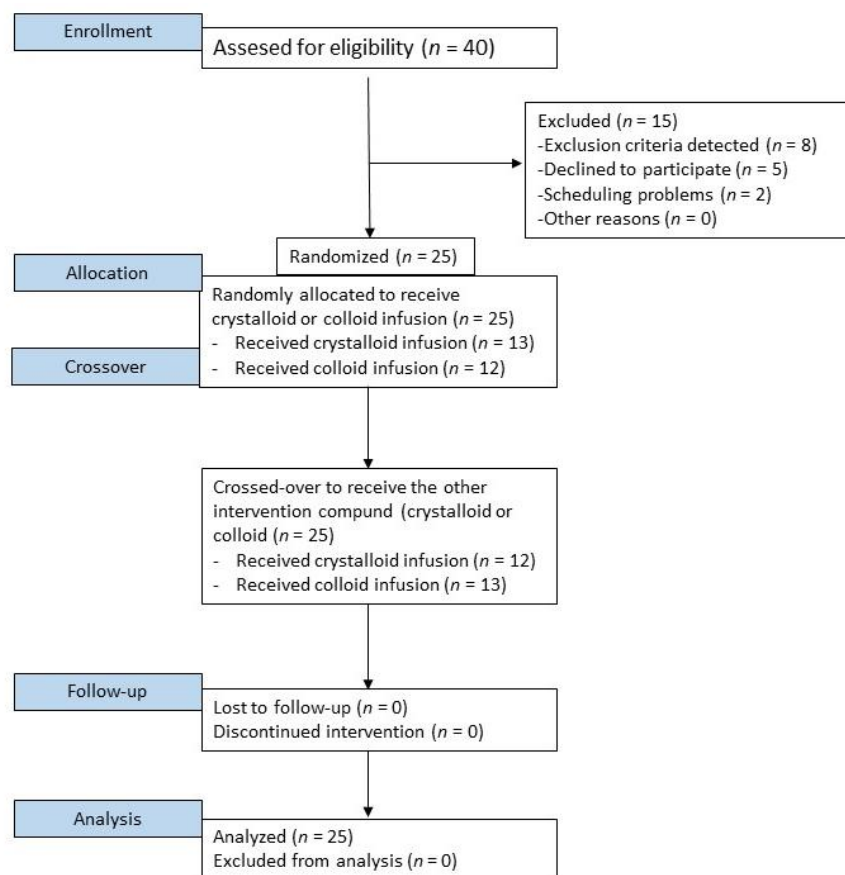 Enrollment
Assesed for eligibility (n = 40)
Excluded (n = 15)
-Exclusion criteria detected (n = 8)
-Declined to participate (n = 5)
-Scheduling problems (n = 2)
-Other reasons (n = 0)
Randomized (n = 25)
Allocation
Randomly allocated to receive
crystalloid or colloid infusion (n = 25)
- Received crystalloid infusion (n = 13)
- Received colloid infusion (n = 12)
Crossover
Crossed-over to receive the other
intervention compund (crystalloid or
colloid (n = 25)
- Received crystalloid infusion (n = 12)
- Received colloid infusion (n = 13)
Follow-up
Lost to follow-up (n = 0)
Discontinued intervention (n = 0)
Analysis
Analyzed (n = 25)
Excluded from analysis (n = 0)